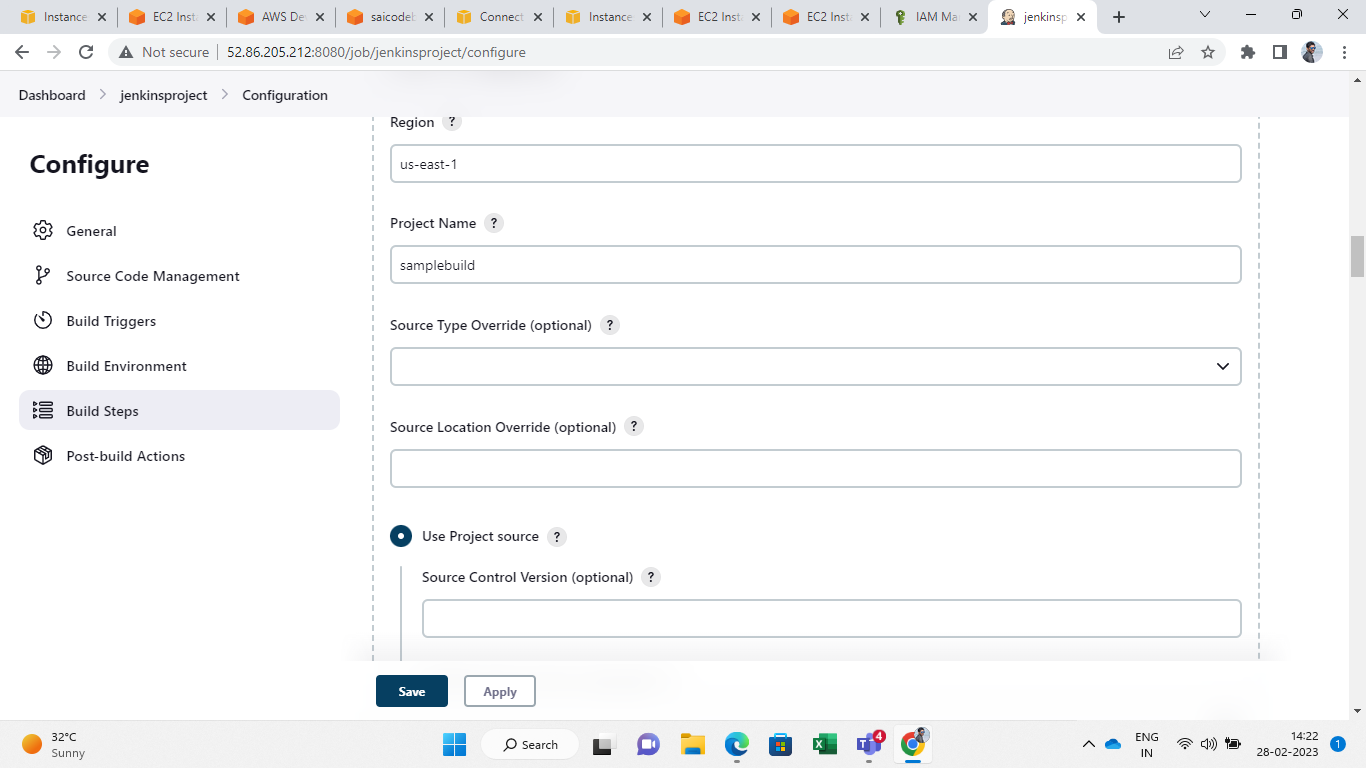 Instance
EC2 Inst
AWS De
saicodeb
Connect
Instance
EC2 Inst
EC2 Inst
IAM Ma
jenkinsp
Not secure
52.86.205.212:8080/job/jenkinsproject/configure
Dashboard
jenkinsproject
Configuration
Configure
General
Source Code Management
Build Triggers
Build Environment
Build Steps
Post-build Actions
Region ?
us-east-1
Project Name ?
samplebuild
Source Type Override (optional) ?
Source Location Override (optional) ?
Use Project source ?
Source Control Version (optional) ?
Save
Apply
32°C
Sunny
Search
4
ENG
IN
14:22
28-02-2023
1